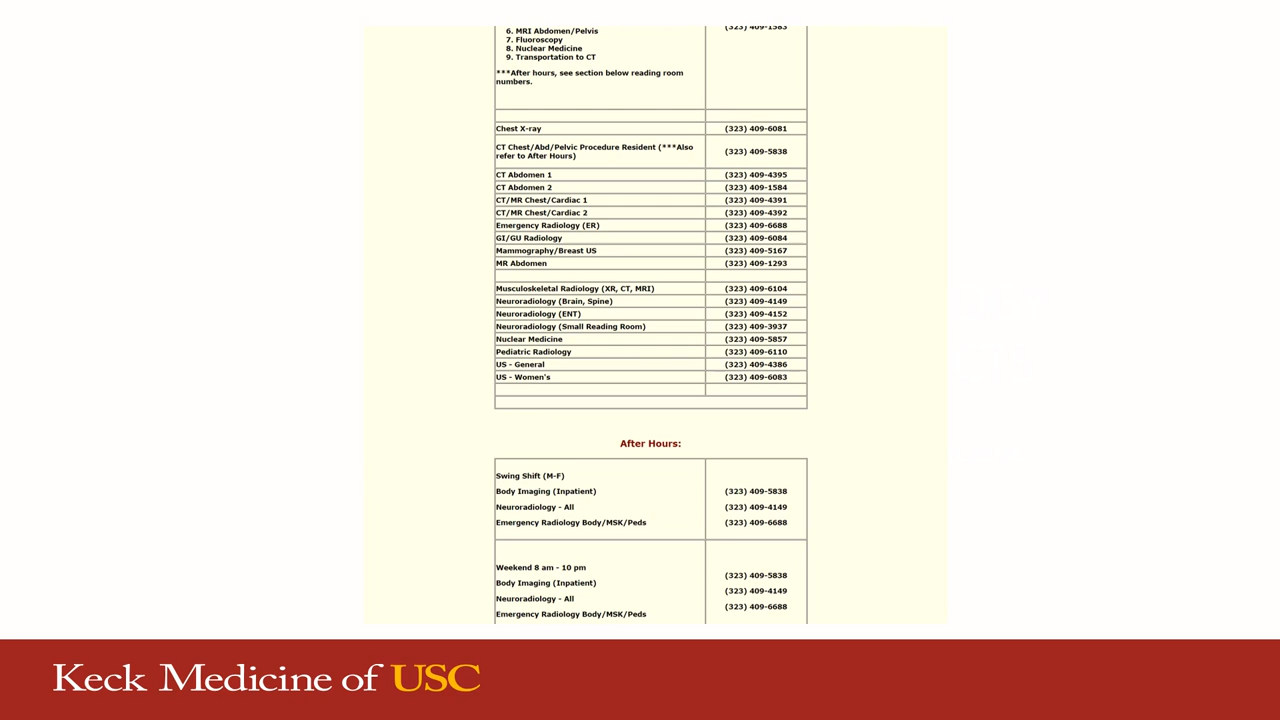 (323) 409-1583
6. MRI Abdomen/Pelvis
7. Fluoroscopy
8. Nuclear Medicine
9. Transportation to CT
***After hours, see section below reading room
numbers.
Chest X-ray (323) 409-6081
CT Chest/Abd/Pelvic Procedure Resident (***Also
refer to After Hours) (323) 409-5838
CT Abdomen 1 (323) 409-4395
CT Abdomen 2 (323) 409-1584
CT/MR Chest/Cardiac 1 (323) 409-4391
CT/MR Chest/Cardiac 2 (323) 409-4392
Emergency Radiology (ER) (323) 409-6688
GI/GU Radiology (323) 409-6084
Mammography/Breast US (323) 409-5167
MR Abdomen (323) 409-1293
Musculoskeletal Radiology (XR, CT, MRI) (323) 409-6104
Neuroradiology (Brain, Spine) (323) 409-4149
Neuroradiology (ENT) (323) 409-4152
Neuroradiology (Small Reading Room) (323) 409-3937
Nuclear Medicine (323) 409-5857
Pediatric Radiology (323) 409-6110
US - General (323) 409-4386
US - Women's (323) 409-6083
After Hours:
Swing Shift (M-F)
Body Imaging (Inpatient) (323) 409-5838
Neuroradiology - All (323) 409-4149
Emergency Radiology Body/MSK/Peds (323) 409-6688
Weekend 8 am - 10 pm
(323) 409-5838
Body Imaging (Inpatient)
(323) 409-4149
Neuroradiology - All
(323) 409-6688
Emergency Radiology Body/MSK/Peds
Keck Medicine of USC